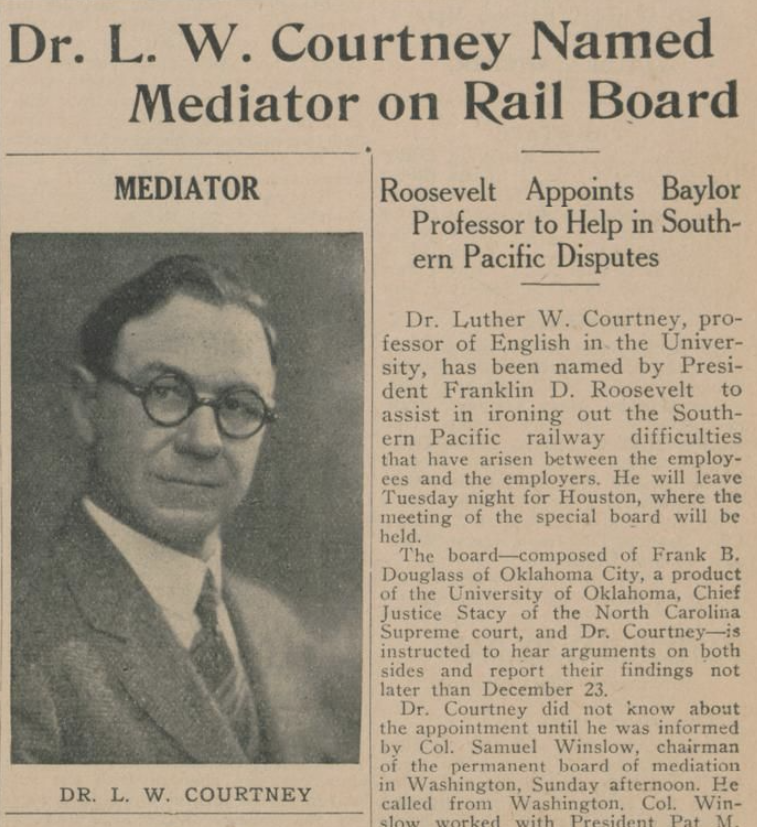 Dr. L. W. Courtney Named
Mediator on Rail Board
MEDIATOR
DR. L. W. COURTNEY
Roosevelt Appoints Baylor
Professor to Help in South-
ern Pacific Disputes
Dr. Luther W. Courtney, pro-
fessor of English in the Univer-
sity, has been named by Presi-
dent Franklin D. Roosevelt to
assist in ironing out the South-
ern Pacific railway difficulties
that have arisen between the employ-
ees and the employers. He will leave
Tuesday night for Houston, where the
meeting of the special board will be
held.
The board—composed of Frank B.
Douglass of Oklahoma City, a product
of the University of Oklahoma, Chief
Justice Stacy of the North Carolina
Supreme court, and Dr. Courtney—is
instructed to hear arguments on both
sides and report their findings not
later than December 23.
Dr. Courtney did not know about
the appointment until he was informed
by Col. Samuel Winslow, chairman
of the permanent board of mediation
in Washington, Sunday afternoon. He
called from Washington. Col. Win-
slow worked with President Pat M.